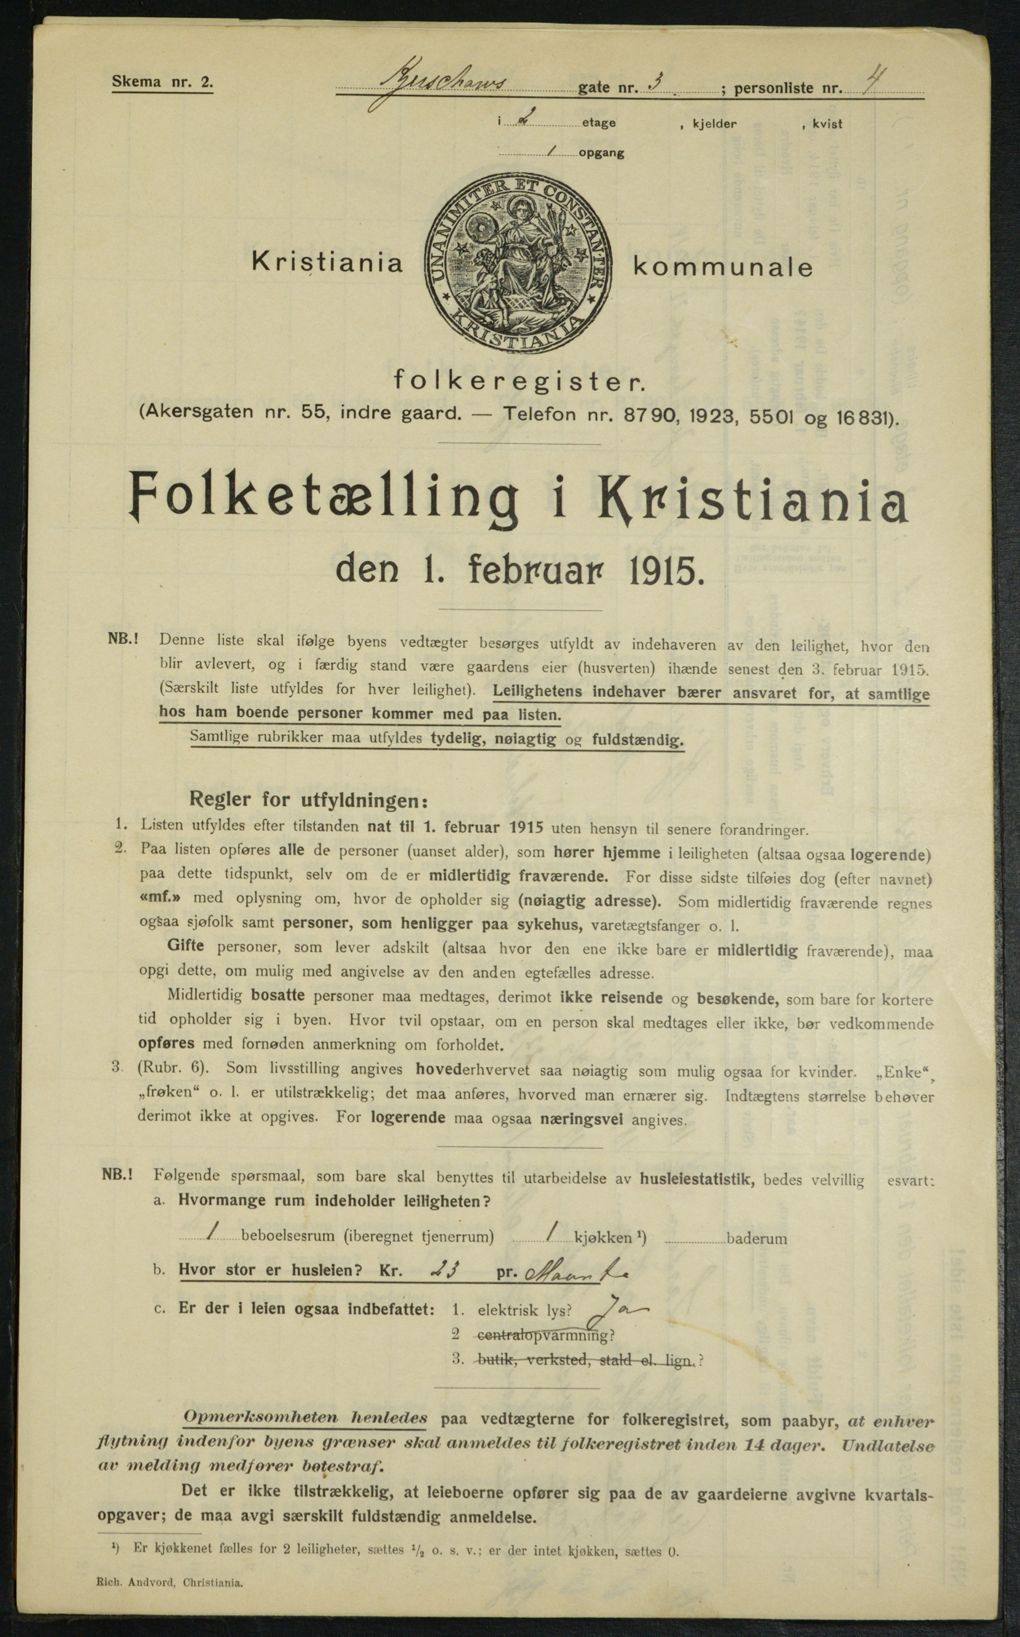 Skema nr. 2.
Kjerschows gate nr. 3 ; personliste nr. 4
i 2 etage , kjelder , kvist
1 opgang
UNANIMITER ET CONSTANTER
KRISTIANIA
Kristiania kommunale
folkeregister.
(Akersgaten nr. 55, indre gaard. — Telefon nr. 8790, 1923, 5501 og 16831).
Folketælling i Kristiania
den 1. februar 1915.
NB.! Denne liste skal ifølge byens vedtægter besørges utfyldt av indehaveren av den leilighet, hvor den
blir avlevert, og i færdig stand være gaardens eier (husverten) ihænde senest den 3. februar 1915.
(Særskilt liste utfyldes for hver leilighet). Leilighetens indehaver bærer ansvaret for, at samtlige
hos ham boende personer kommer med paa listen.
Samtlige rubrikker maa utfyldes tydelig, nøiagtig og fuldstændig.
Regler for utfyldningen:
1. Listen utfyldes efter tilstanden nat til 1. februar 1915 uten hensyn til senere forandringer.
2. Paa listen opføres alle de personer (uanset alder), som hører hjemme i leiligheten (altsaa ogsaa logerende)
paa dette tidspunkt, selv om de er midlertidig fraværende. For disse sidste tilføies dog (efter navnet)
«mf.» med oplysning om, hvor de opholder sig (nøiagtig adresse). Som midlertidig fraværende regnes
ogsaa sjøfolk samt personer, som henligger paa sykehus, varetægtsfanger o. l.
Gifte personer, som lever adskilt (altsaa hvor den ene ikke bare er midlertidig fraværende), maa
opgi dette, om mulig med angivelse av den anden egtefælles adresse.
Midlertidig bosatte personer maa medtages, derimot ikke reisende og besøkende, som bare for kortere
tid opholder sig i byen. Hvor tvil opstaar, om en person skal medtages eller ikke, bør vedkommende
opføres med fornøden anmerkning om forholdet.
3. (Rubr. 6). Som livsstilling angives hovederhvervet saa nøiagtig som mulig ogsaa for kvinder. „Enke“,
„frøken“ o. l. er utilstrækkelig; det maa anføres, hvorved man ernærer sig. Indtægtens størrelse behøver
derimot ikke at opgives. For logerende maa ogsaa næringsvei angives.
NB.! Følgende spørsmaal, som bare skal benyttes til utarbeidelse av husleiestatistik, bedes velvillig esvart:
a. Hvormange rum indeholder leiligheten?
1 beboelsesrum (iberegnet tjenerrum) 1 kjøkken ¹) baderum
b. Hvor stor er husleien? Kr. 23 pr. Maante
c. Er der i leien ogsaa indbefattet: 1. elektrisk lys? Ja
2 centralopvarmning?
3. butik, verksted, stald el. lign.?
Opmerksomheten henledes paa vedtægterne for folkeregistret, som paabyr, at enhver
flytning indenfor byens grænser skal anmeldes til folkeregistret inden 14 dager. Undlatelse
av melding medfører bøtestraf.
Det er ikke tilstrækkelig, at leieboerne opfører sig paa de av gaardeierne avgivne kvartals-
opgaver; de maa avgi særskilt fuldstændig anmeldelse.
¹) Er kjøkkenet fælles for 2 leiligheter, sættes ¹/₂ o. s. v.; er der intet kjøkken, sættes 0.
Rich. Andvord, Christiania.